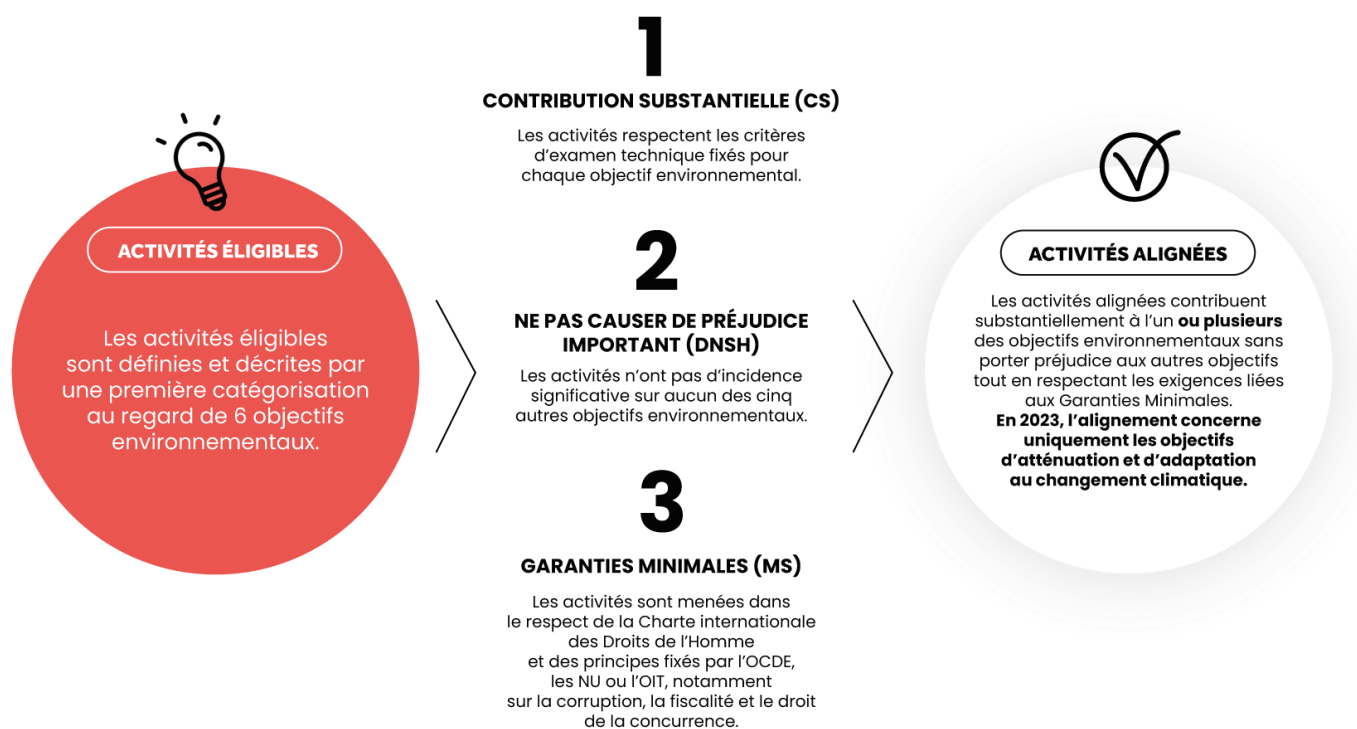 ACTIVITÉS ÉLIGIBLES
Les activités éligibles
sont définies et décrites par
une première catégorisation
au regard de 6 objectifs
environnementaux.
1
CONTRIBUTION SUBSTANTIELLE (CS)
Les activités respectent les critères
d’examen technique fixés pour
chaque objectif environnemental.
2
NE PAS CAUSER DE PRÉJUDICE
IMPORTANT (DNSH)
Les activités n’ont pas d’incidence
significative sur aucun des cinq
autres objectifs environnementaux.
3
GARANTIES MINIMALES (MS)
Les activités sont menées dans
le respect de la Charte internationale
des Droits de l’Homme
et des principes fixés par l’OCDE,
les NU ou l’OIT, notamment
sur la corruption, la fiscalité et le droit
de la concurrence.
ACTIVITÉS ALIGNÉES
Les activités alignées contribuent
substantiellement à l’un ou plusieurs
des objectifs environnementaux sans
porter préjudice aux autres objectifs
tout en respectant les exigences liées
aux Garanties Minimales.
En 2023, l’alignement concerne
uniquement les objectifs
d’atténuation et d’adaptation
au changement climatique.